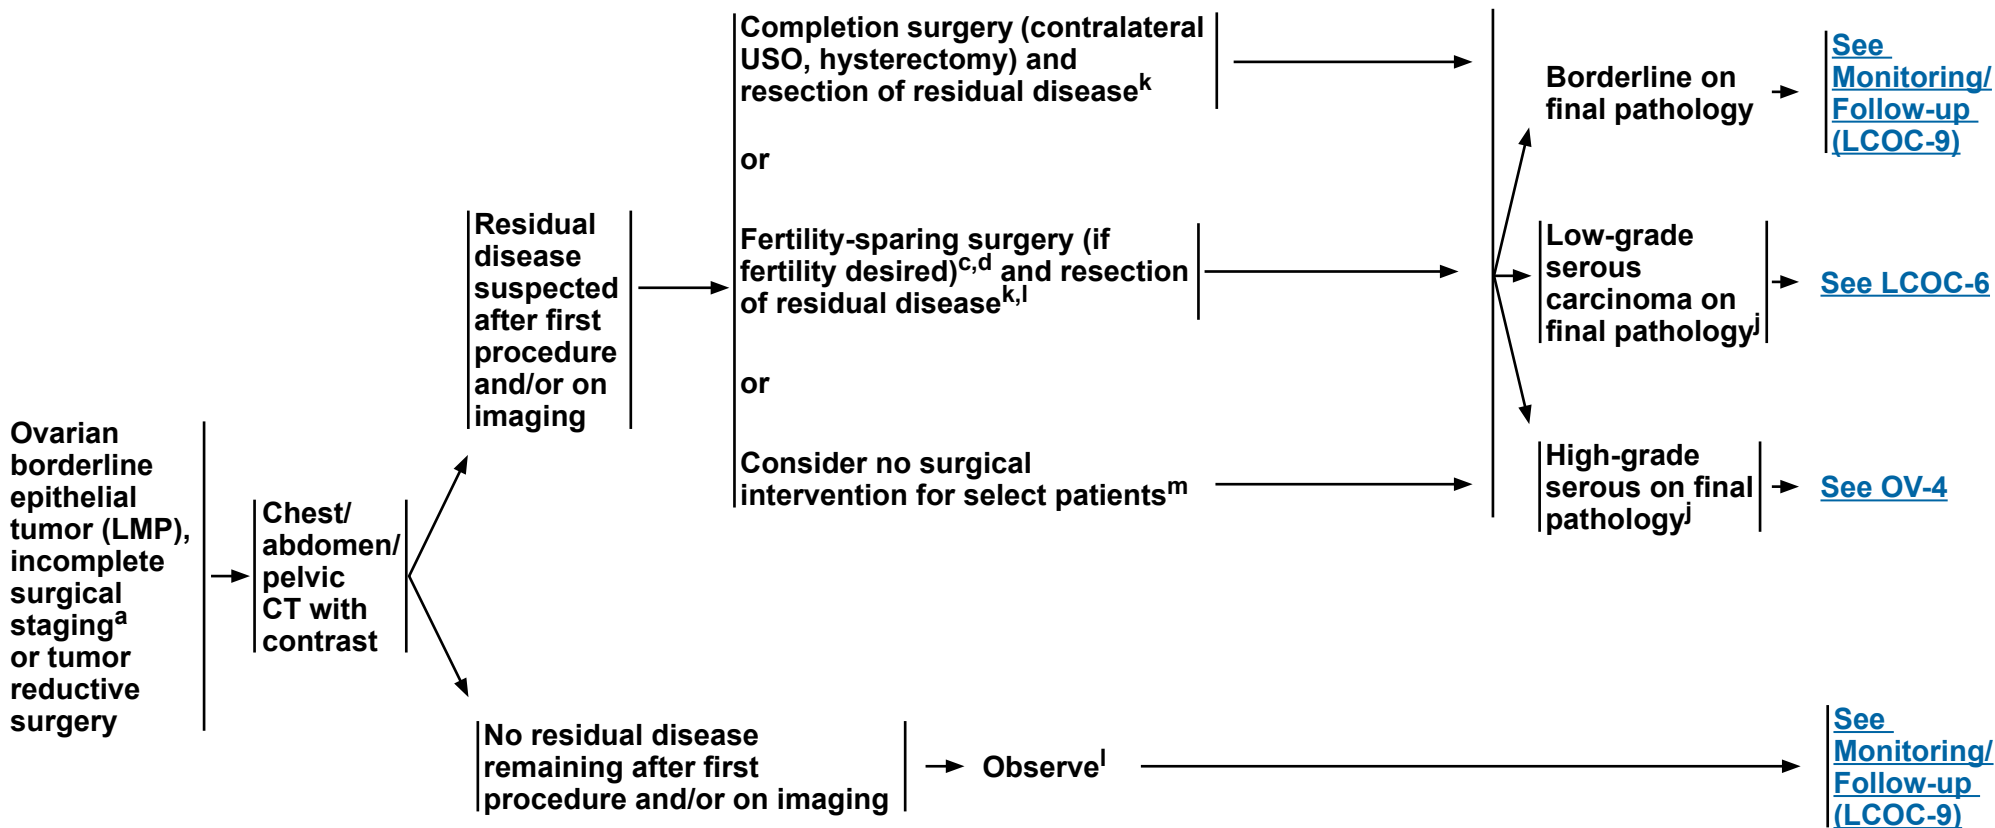 Ovarian
borderline
epithelial
tumor (LMP),
incomplete
surgical
staginga
or tumor
reductive
surgery
Chest/
abdomen/
pelvic
CT with
contrast
Residual
disease
suspected
after first
procedure
and/or on
imaging
Completion surgery (contralateral
USO, hysterectomy) and
resection of residual diseasek
or
Fertility-sparing surgery (if
fertility desired)c,d and resection
of residual diseasek,l
or
Consider no surgical
intervention for select patientsm
Borderline on
final pathology
See
Monitoring/
Follow-up
(LCOC-9)
Low-grade
serous
carcinoma on
final pathologyj
See LCOC-6
High-grade
serous on final
pathologyj
See OV-4
No residual disease
remaining after first
procedure and/or on imaging
Observel
See
Monitoring/
Follow-up
(LCOC-9)